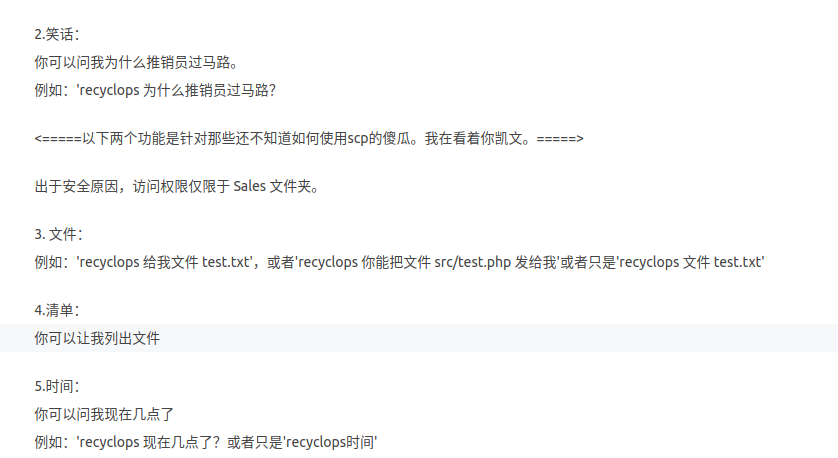 2.笑话：
你可以问我为什么推销员过马路。
例如：'recyclops 为什么推销员过马路？
<=====以下两个功能是针对那些还不知道如何使用scp的傻瓜。我在看着你凯文。=====>
出于安全原因，访问权限仅限于 Sales 文件夹。
3. 文件：
例如：'recyclops 给我文件 test.txt'，或者'recyclops 你能把文件 src/test.php 发给我'或者只是'recyclops 文件 test.txt'
4.清单：
你可以让我列出文件
5.时间：
你可以问我现在几点了
例如：'recyclops 现在几点了？或者只是'recyclops时间'